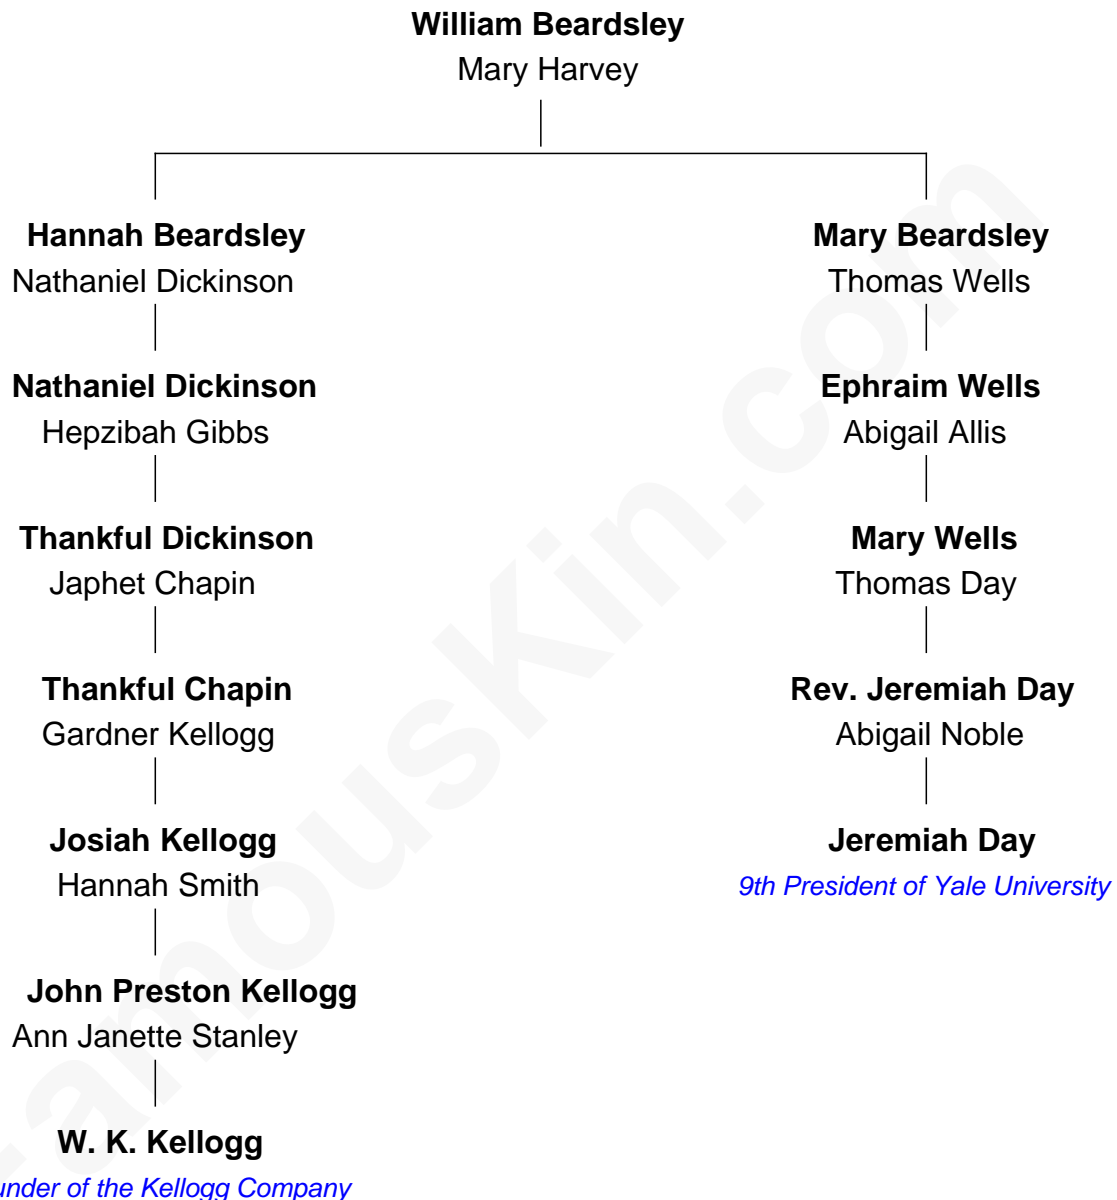 William Beardsley
Mary Harvey
Hannah Beardsley
Nathaniel Dickinson
Nathaniel Dickinson
Hepzibah Gibbs
Thankful Dickinson
Japhet Chapin
Thankful Chapin
Gardner Kellogg
Josiah Kellogg
Hannah Smith
John Preston Kellogg
Ann Janette Stanley
W. K. Kellogg
under of the Kellogg Company
Mary Beardsley
Thomas Wells
Ephraim Wells
Abigail Allis
Mary Wells
Thomas Day
Rev. Jeremiah Day
Abigail Noble
Jeremiah Day
9th President of Yale University
amouskin.com